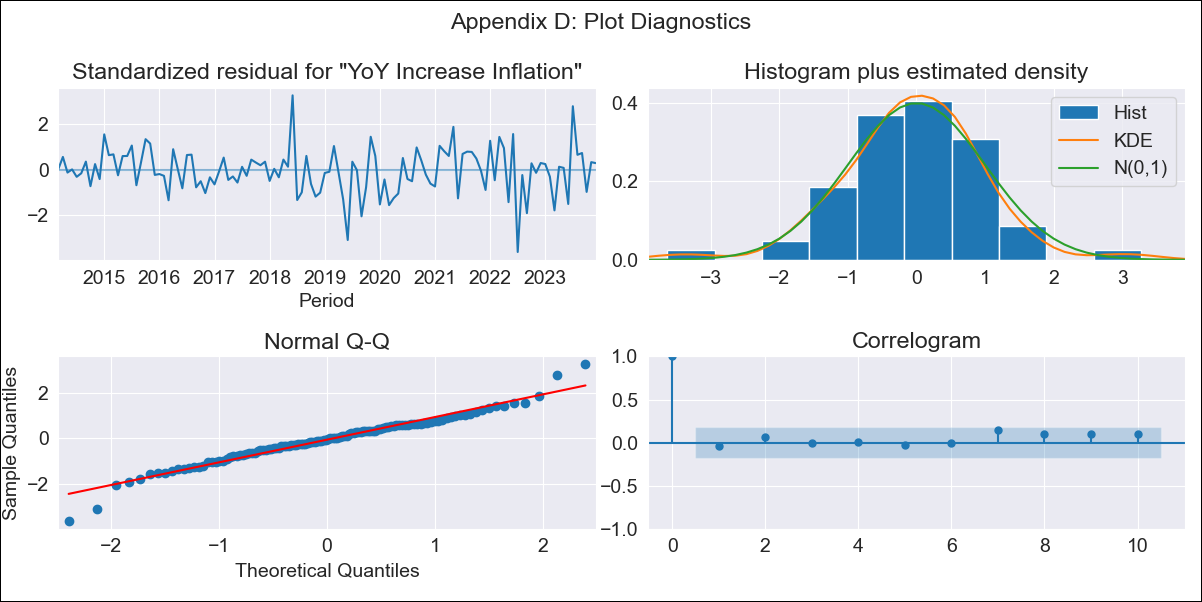 Appendix D: Plot Diagnostics
Standardized residual for "YoY Increase Inflation"
2
0
−2
2015 2016 2017 2018 2019 2020 2021 2022 2023
Period
Histogram plus estimated density
0.4
0.2
0.0
−3 −2 −1 0 1 2 3
Hist
KDE
N(0,1)
Normal Q-Q
Sample Quantiles
2
0
−2
−2 −1 0 1 2
Theoretical Quantiles
Correlogram
1.0
0.5
0.0
−0.5
−1.0
0 2 4 6 8 10